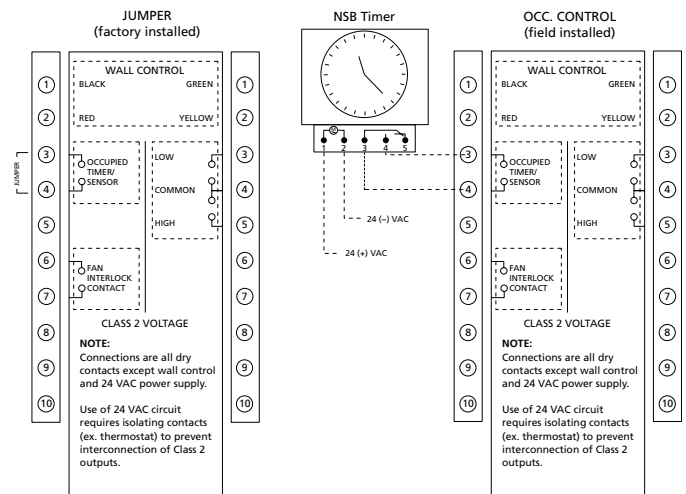 JUMPER
(factory installed)
WALL CONTROL
BLACK GREEN
RED YELLOW
1
2
3
4
5
6
7
8
9
10
JUMPER
OCCUPIED
TIMER/
SENSOR
LOW
COMMON
HIGH
FAN
INTERLOCK
CONTACT
CLASS 2 VOLTAGE
NOTE:
Connections are all dry
contacts except wall control
and 24 VAC power supply.
Use of 24 VAC circuit
requires isolating contacts
(ex. thermostat) to prevent
interconnection of Class 2
outputs.
1
2
3
4
5
6
7
8
9
10
NSB Timer
1 2 3 4 5
24 (–) VAC
24 (+) VAC
OCC. CONTROL
(field installed)
1
2
3
4
5
6
7
8
9
10
WALL CONTROL
BLACK GREEN
RED YELLOW
OCCUPIED
TIMER/
SENSOR
LOW
COMMON
HIGH
FAN
INTERLOCK
CONTACT
CLASS 2 VOLTAGE
NOTE:
Connections are all dry
contacts except wall control
and 24 VAC power supply.
Use of 24 VAC circuit
requires isolating contacts
(ex. thermostat) to prevent
interconnection of Class 2
outputs.
1
2
3
4
5
6
7
8
9
10